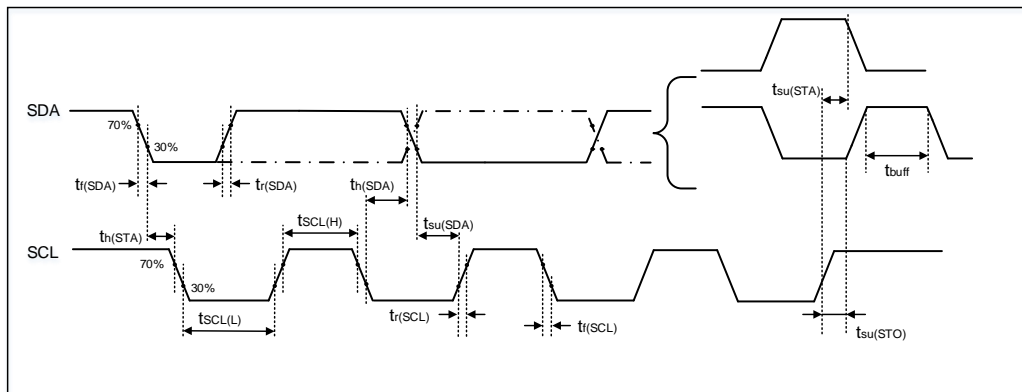 tsu(STA)
SDA
70%
30%
tbuff
tf(SDA)
tr(SDA)
th(SDA)
tSCL(H)
tsu(SDA)
th(STA)
SCL
70%
30%
tSCL(L)
tr(SCL)
tf(SCL)
tsu(STO)